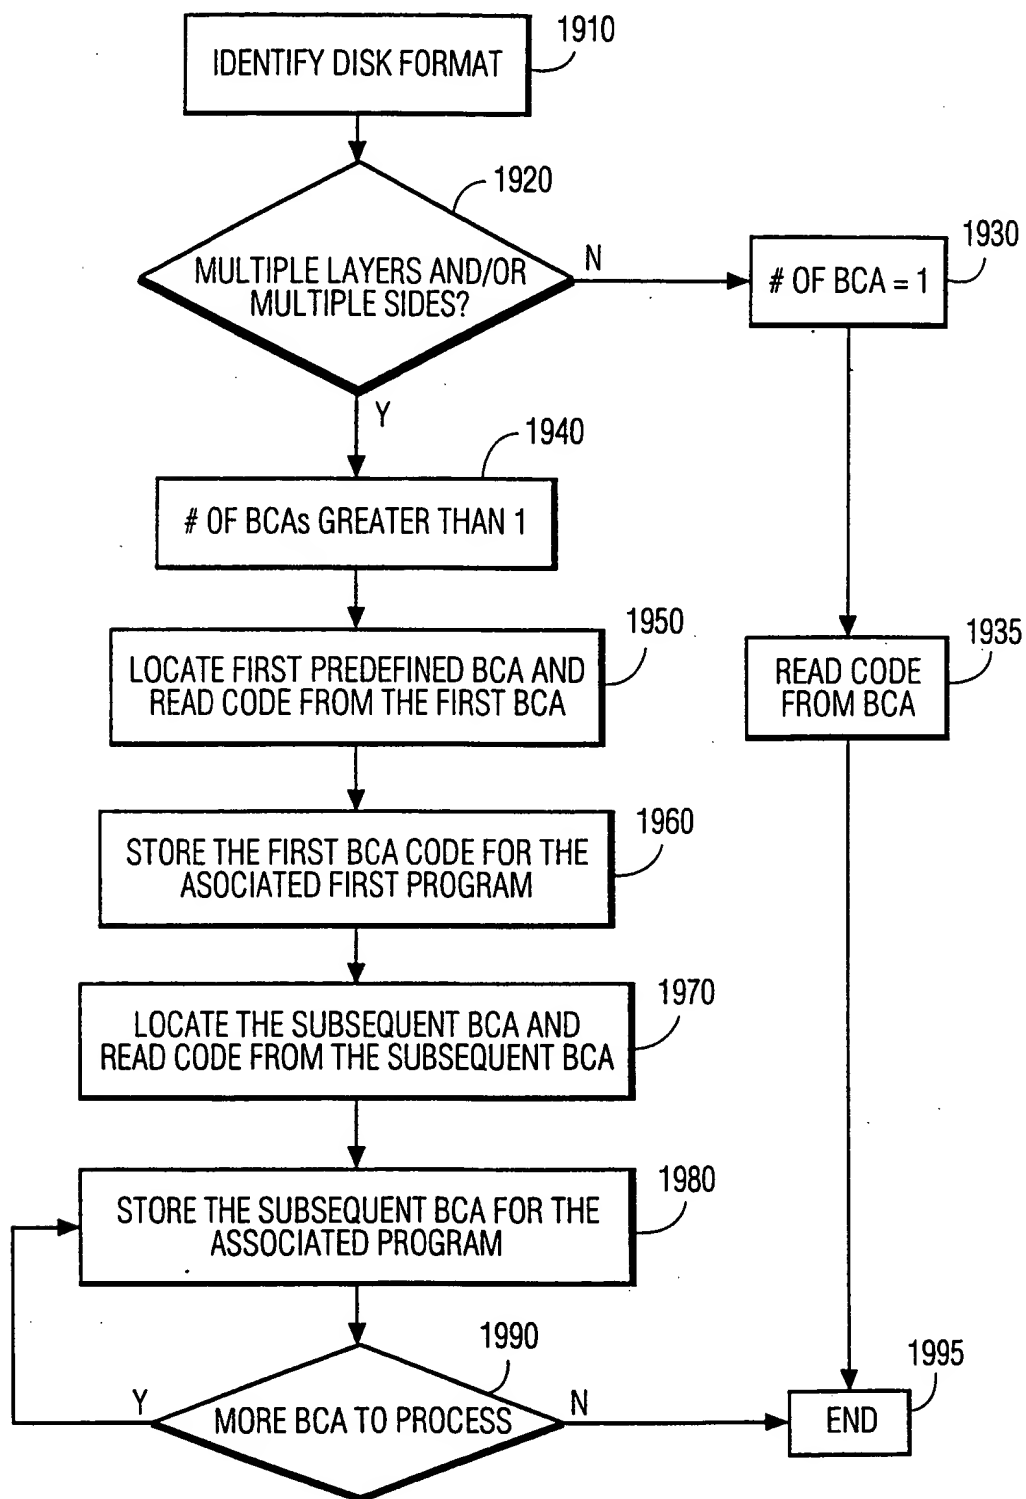 IDENTIFY DISK FORMAT
1910
1920
MULTIPLE LAYERS AND/OR
MULTIPLE SIDES?
N
Y
1930
# OF BCA = 1
1940
# OF BCAs GREATER THAN 1
1950
LOCATE FIRST PREDEFINED BCA AND
READ CODE FROM THE FIRST BCA
1935
READ CODE
FROM BCA
1960
STORE THE FIRST BCA CODE FOR THE
ASOCIATED FIRST PROGRAM
1970
LOCATE THE SUBSEQUENT BCA AND
READ CODE FROM THE SUBSEQUENT BCA
1980
STORE THE SUBSEQUENT BCA FOR THE
ASSOCIATED PROGRAM
1990
Y
MORE BCA TO PROCESS
N
1995
END